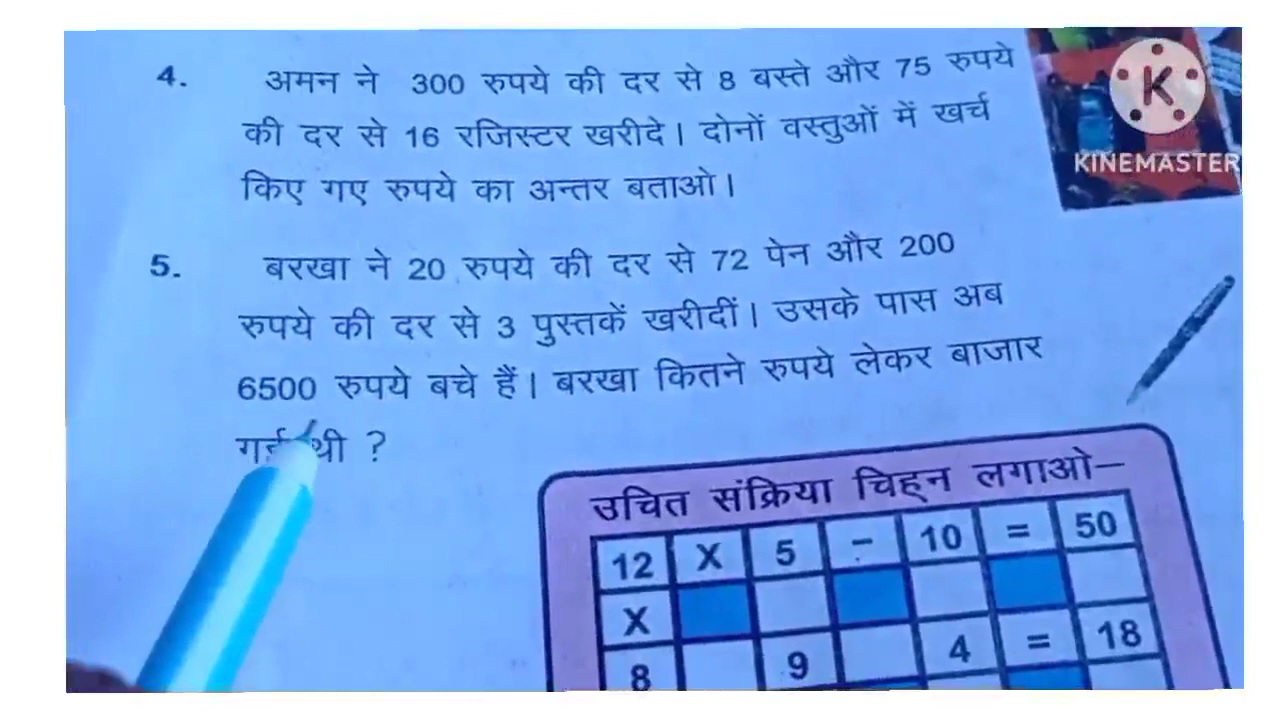 4. अमन ने 300 रुपये की दर से 8 बस्ते और 75 रुपये
की दर से 16 रजिस्टर खरीदे। दोनों वस्तुओं में खर्च
किए गए रुपये का अन्तर बताओ।
K
KINEMASTER
5. बरखा ने 20 रुपये की दर से 72 पेन और 200
रुपये की दर से 3 पुस्तकें खरीदीं। उसके पास अब
6500 रुपये बचे हैं। बरखा कितने रुपये लेकर बाजार
थी ?
उचित संक्रिया चिह्न लगाओ—
12 X 5 - 10 = 50
X
8 9 4 = 18